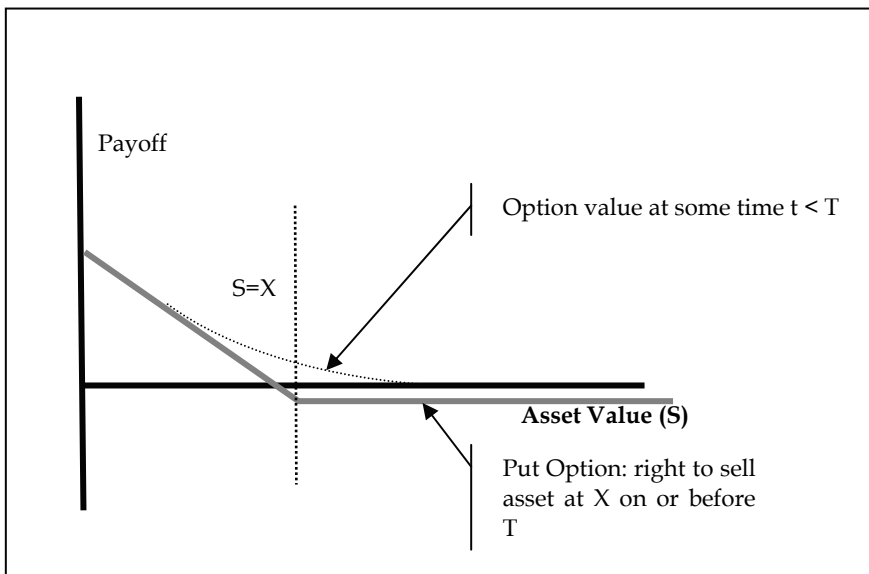 Payoff
Option value at some time t < T
S=X
Asset Value (S)
Put Option: right to sell
asset at X on or before
T